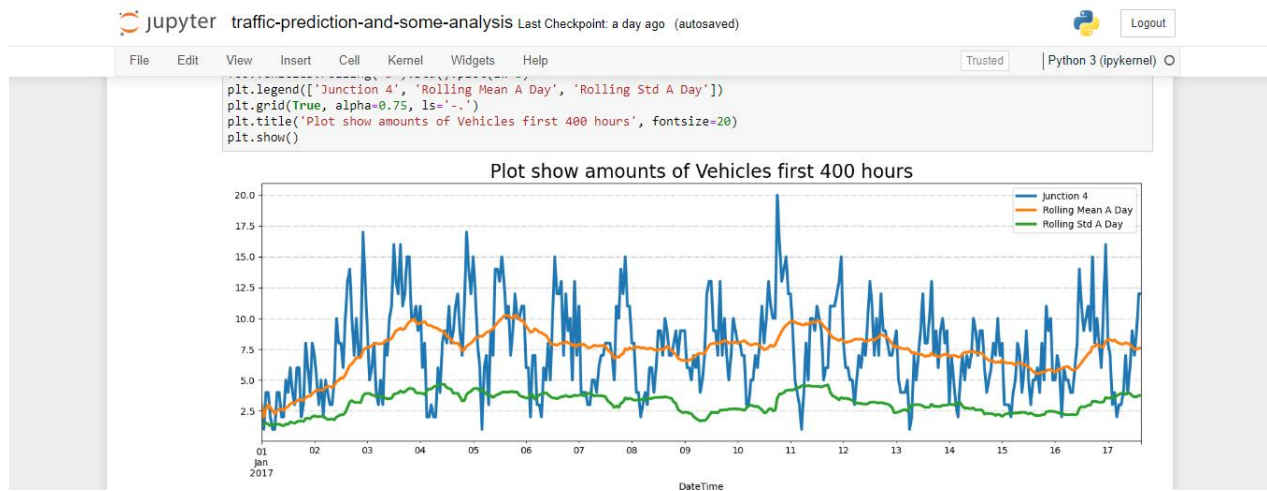 jupyter traffic-prediction-and-some-analysis Last Checkpoint: a day ago (autosaved)
Logout
File Edit View Insert Cell Kernel Widgets Help
Trusted
Python 3 (ipykernel)
plt.legend(['Junction 4', 'Rolling Mean A Day', 'Rolling Std A Day'])
plt.grid(True, alpha=0.75, ls='-.')
plt.title('Plot show amounts of Vehicles first 400 hours', fontsize=20)
plt.show()
Plot show amounts of Vehicles first 400 hours
Junction 4
Rolling Mean A Day
Rolling Std A Day
20.0
17.5
15.0
12.5
10.0
7.5
5.0
2.5
01 02 03 04 05 06 07 08 09 10 11 12 13 14 15 16 17
Jan
2017
DateTime